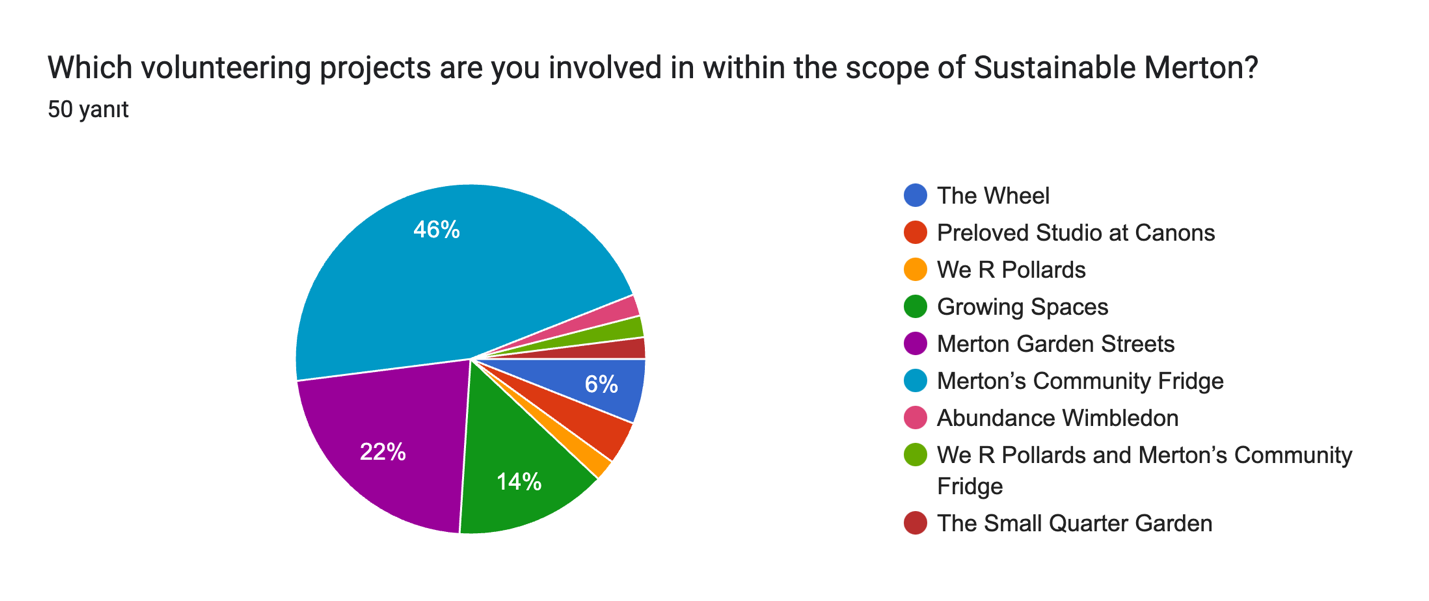 Which volunteering projects are you involved in within the scope of Sustainable Merton?
50 yanıt
46%
6%
22%
14%
The Wheel
Preloved Studio at Canons
We R Pollards
Growing Spaces
Merton Garden Streets
Merton’s Community Fridge
Abundance Wimbledon
We R Pollards and Merton’s Community
Fridge
The Small Quarter Garden